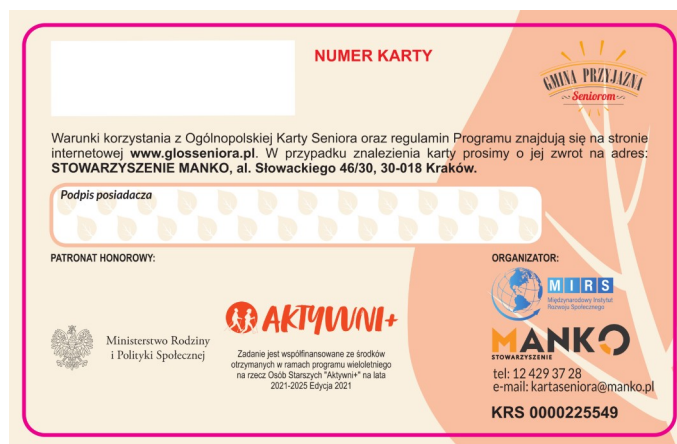 NUMER KARTY
GMINA PRZYJAZNA
Seniorom
Warunki korzystania z Ogólnopolskiej Karty Seniora oraz regulamin Programu znajdują się na stronie
internetowej www.glosseniora.pl. W przypadku znalezienia karty prosimy o jej zwrot na adres:
STOWARZYSZENIE MANKO, al. Słowackiego 46/30, 30-018 Kraków.
Podpis posiadacza
PATRONAT HONOROWY:
Ministerstwo Rodziny
i Polityki Społecznej
AKTYWNI+
Zadanie jest współfinansowane ze środków
otrzymanych w ramach programu wieloletniego
na rzecz Osób Starszych "Aktywni+" na lata
2021-2025 Edycja 2021
ORGANIZATOR:
MIRS
Międzynarodowy Instytut
Rozwoju Społecznego
MANKO
STOWARZYSZENIE
tel: 12 429 37 28
e-mail: kartaseniora@manko.pl
KRS 0000225549